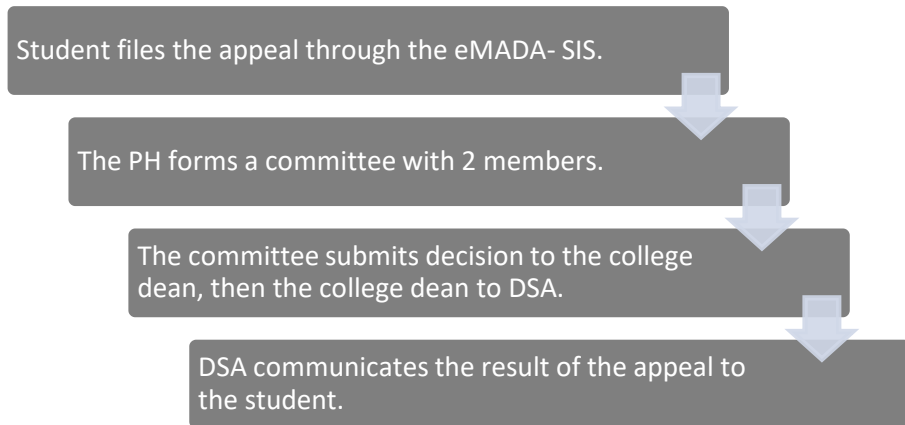 Student files the appeal through the eMADA- SIS.
The PH forms a committee with 2 members.
The committee submits decision to the college
dean, then the college dean to DSA.
DSA communicates the result of the appeal to
the student.